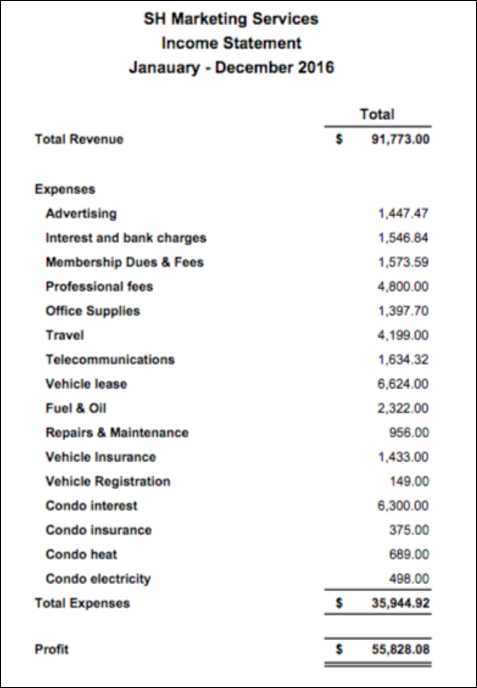 SH Marketing Services
Income Statement
Janauary - December 2016
Total
Total Revenue $ 91,773.00
Expenses
Advertising 1,447.47
Interest and bank charges 1,546.84
Membership Dues & Fees 1,573.59
Professional fees 4,800.00
Office Supplies 1,397.70
Travel 4,199.00
Telecommunications 1,634.32
Vehicle lease 6,624.00
Fuel & Oil 2,322.00
Repairs & Maintenance 956.00
Vehicle Insurance 1,433.00
Vehicle Registration 149.00
Condo interest 6,300.00
Condo insurance 375.00
Condo heat 689.00
Condo electricity 498.00
Total Expenses $ 35,944.92
Profit $ 55,828.08